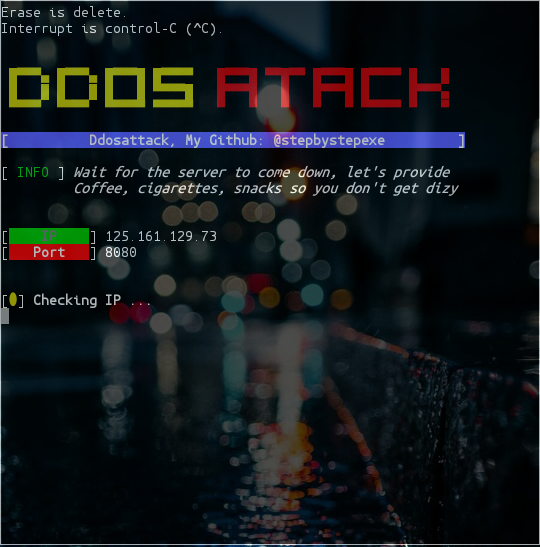 Erase is delete.
Interrupt is control-C (^C).
DDOS ATACK
[ Ddosattack, My Github: @stepbystepexe ]
[ INFO ] Wait for the server to come down, let's provide
Coffee, cigarettes, snacks so you don't get dizy
[ IP ] 125.161.129.73
[ Port ] 8080
[0] Checking IP ...